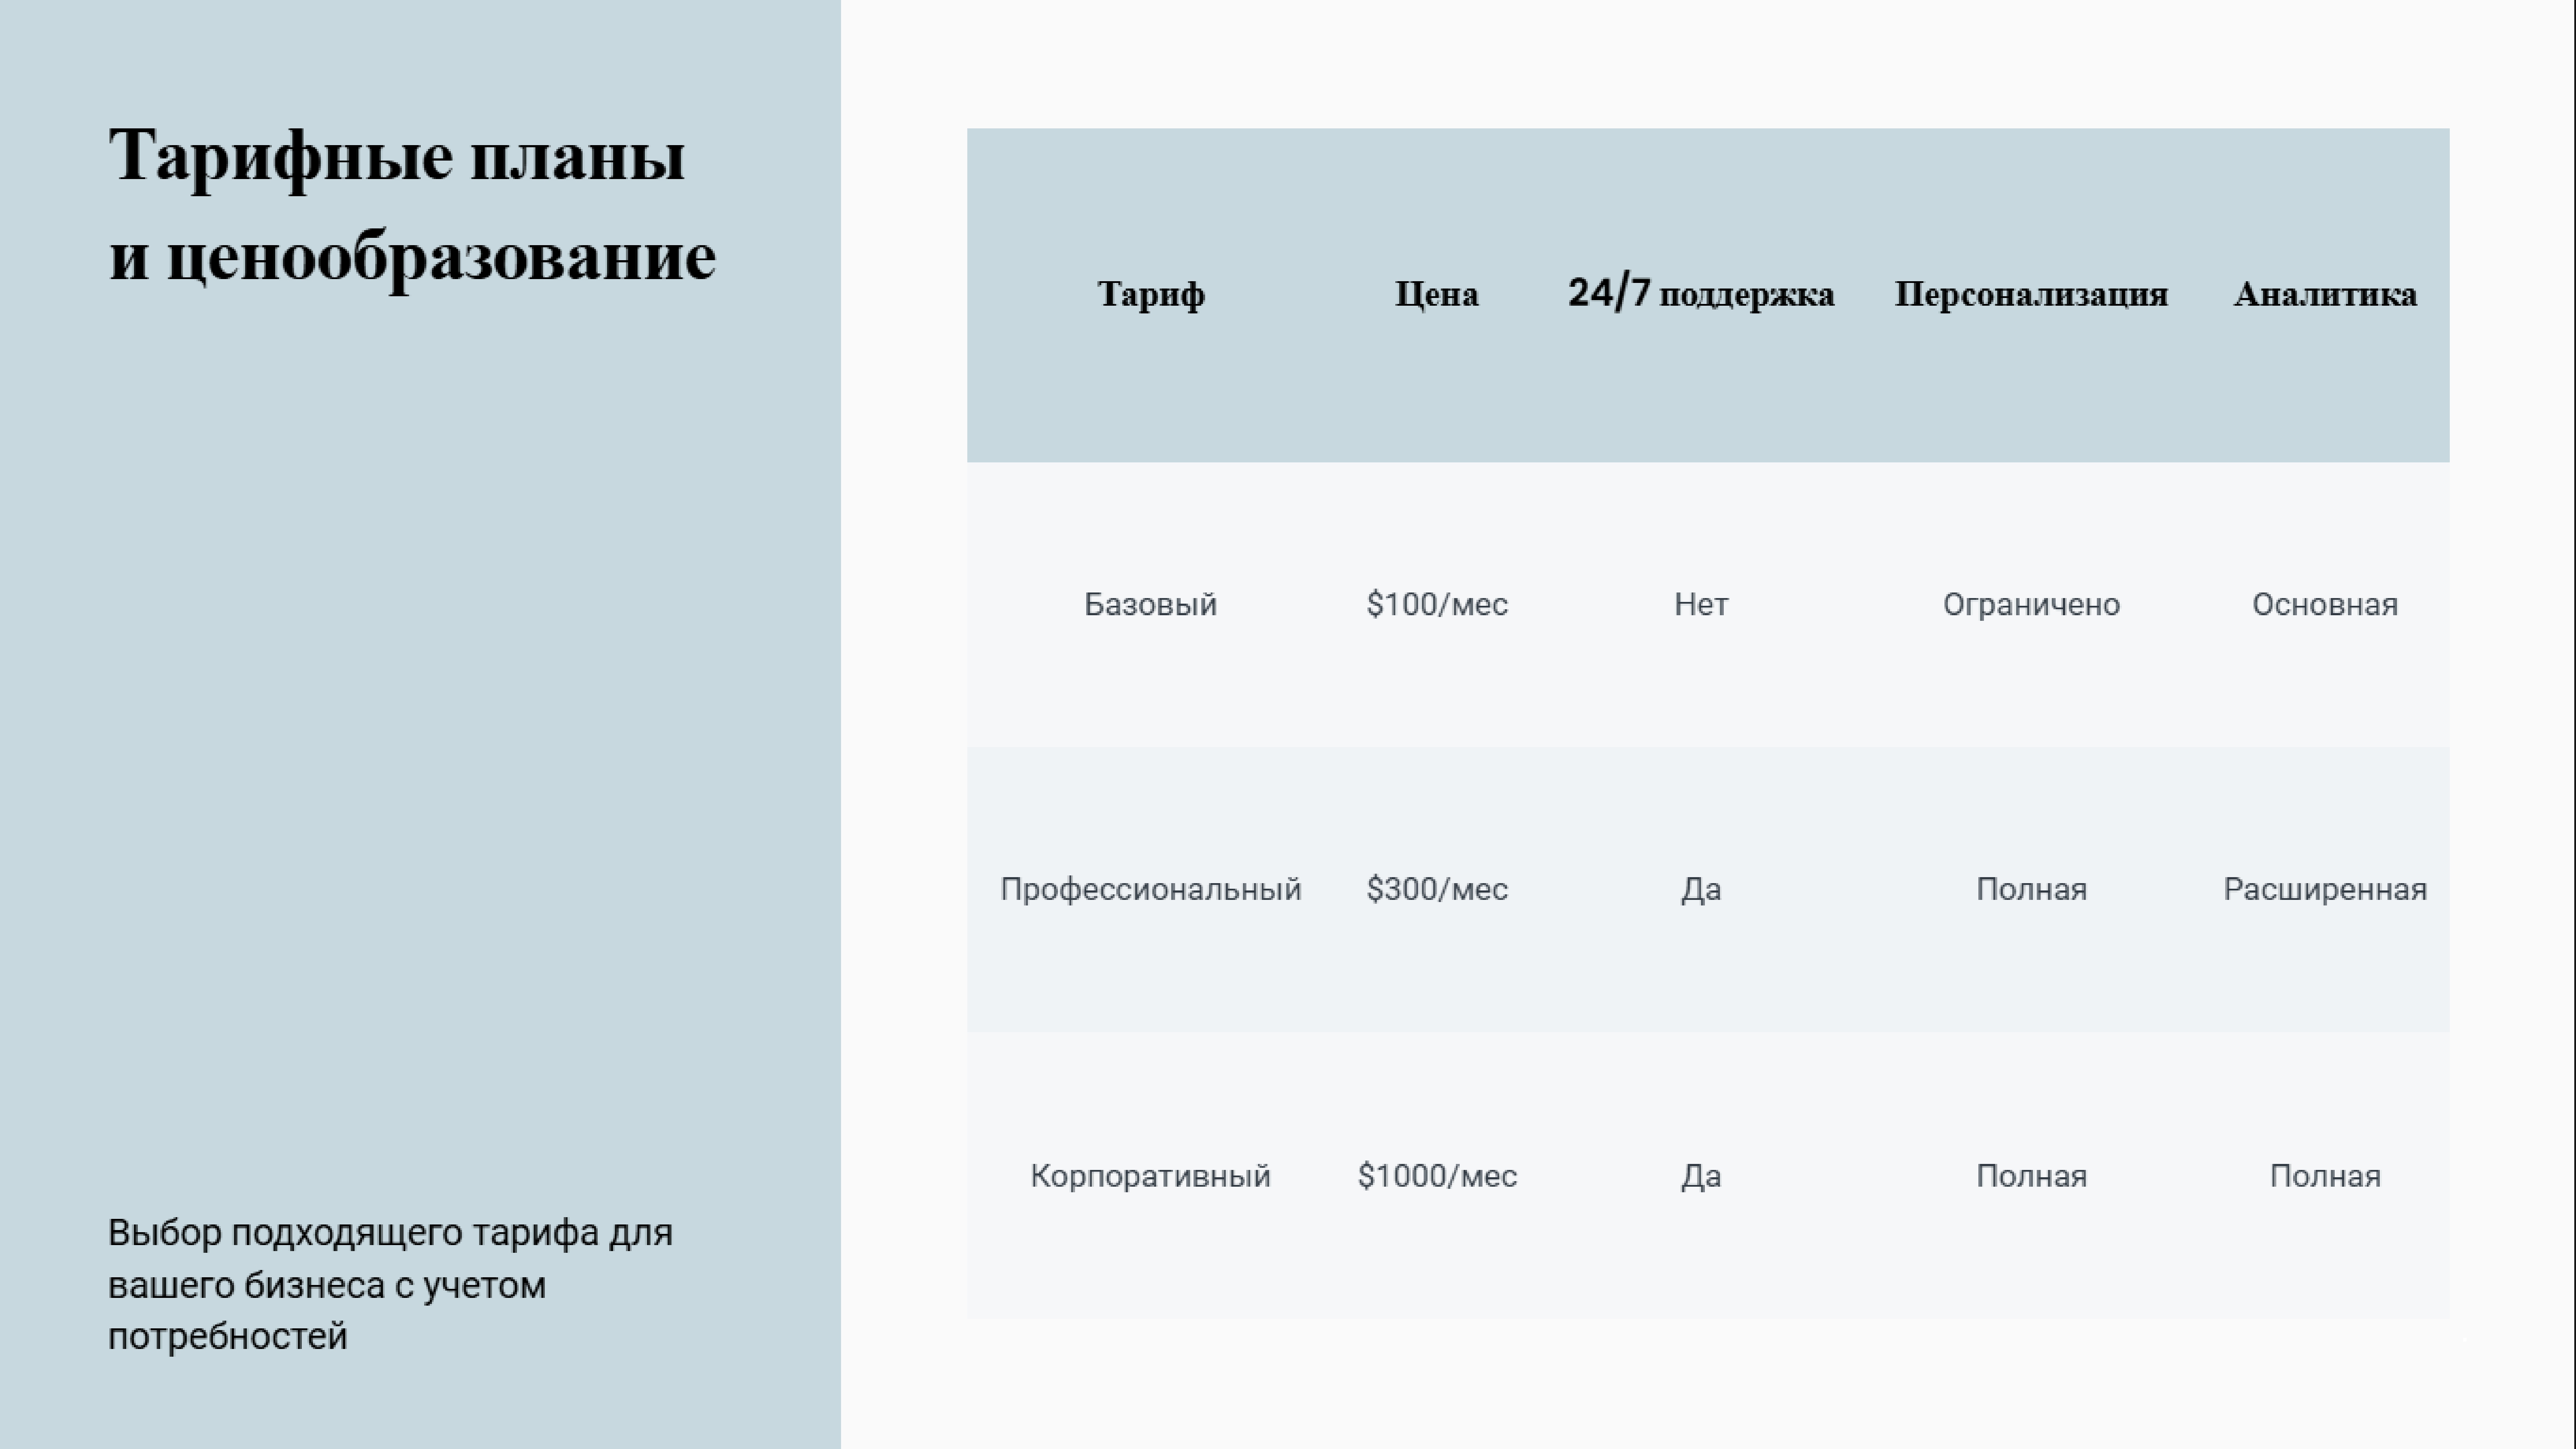 Тарифные планы
и ценообразование
Выбор подходящего тарифа для
вашего бизнеса с учетом
потребностей
Тариф Цена 24/7 поддержка Персонализация Аналитика
Базовый $100/мес Нет Ограничено Основная
Профессиональный $300/мес Да Полная Расширенная
Корпоративный $1000/мес Да Полная Полная